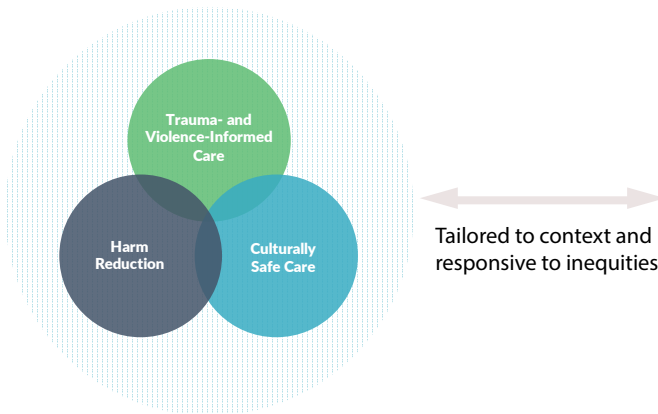 Trauma- and
Violence-Informed
Care
Harm
Reduction
Culturally
Safe Care
Tailored to context and
responsive to inequities